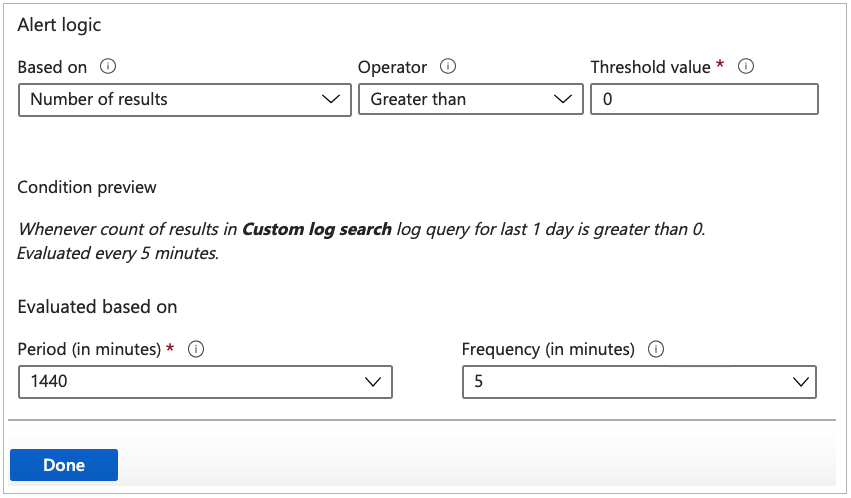 Alert logic
Based on Operator Threshold value *
Number of results Greater than 0
Condition preview
Whenever count of results in Custom log search log query for last 1 day is greater than 0.
Evaluated every 5 minutes.
Evaluated based on
Period (in minutes) * Frequency (in minutes)
1440 5
Done